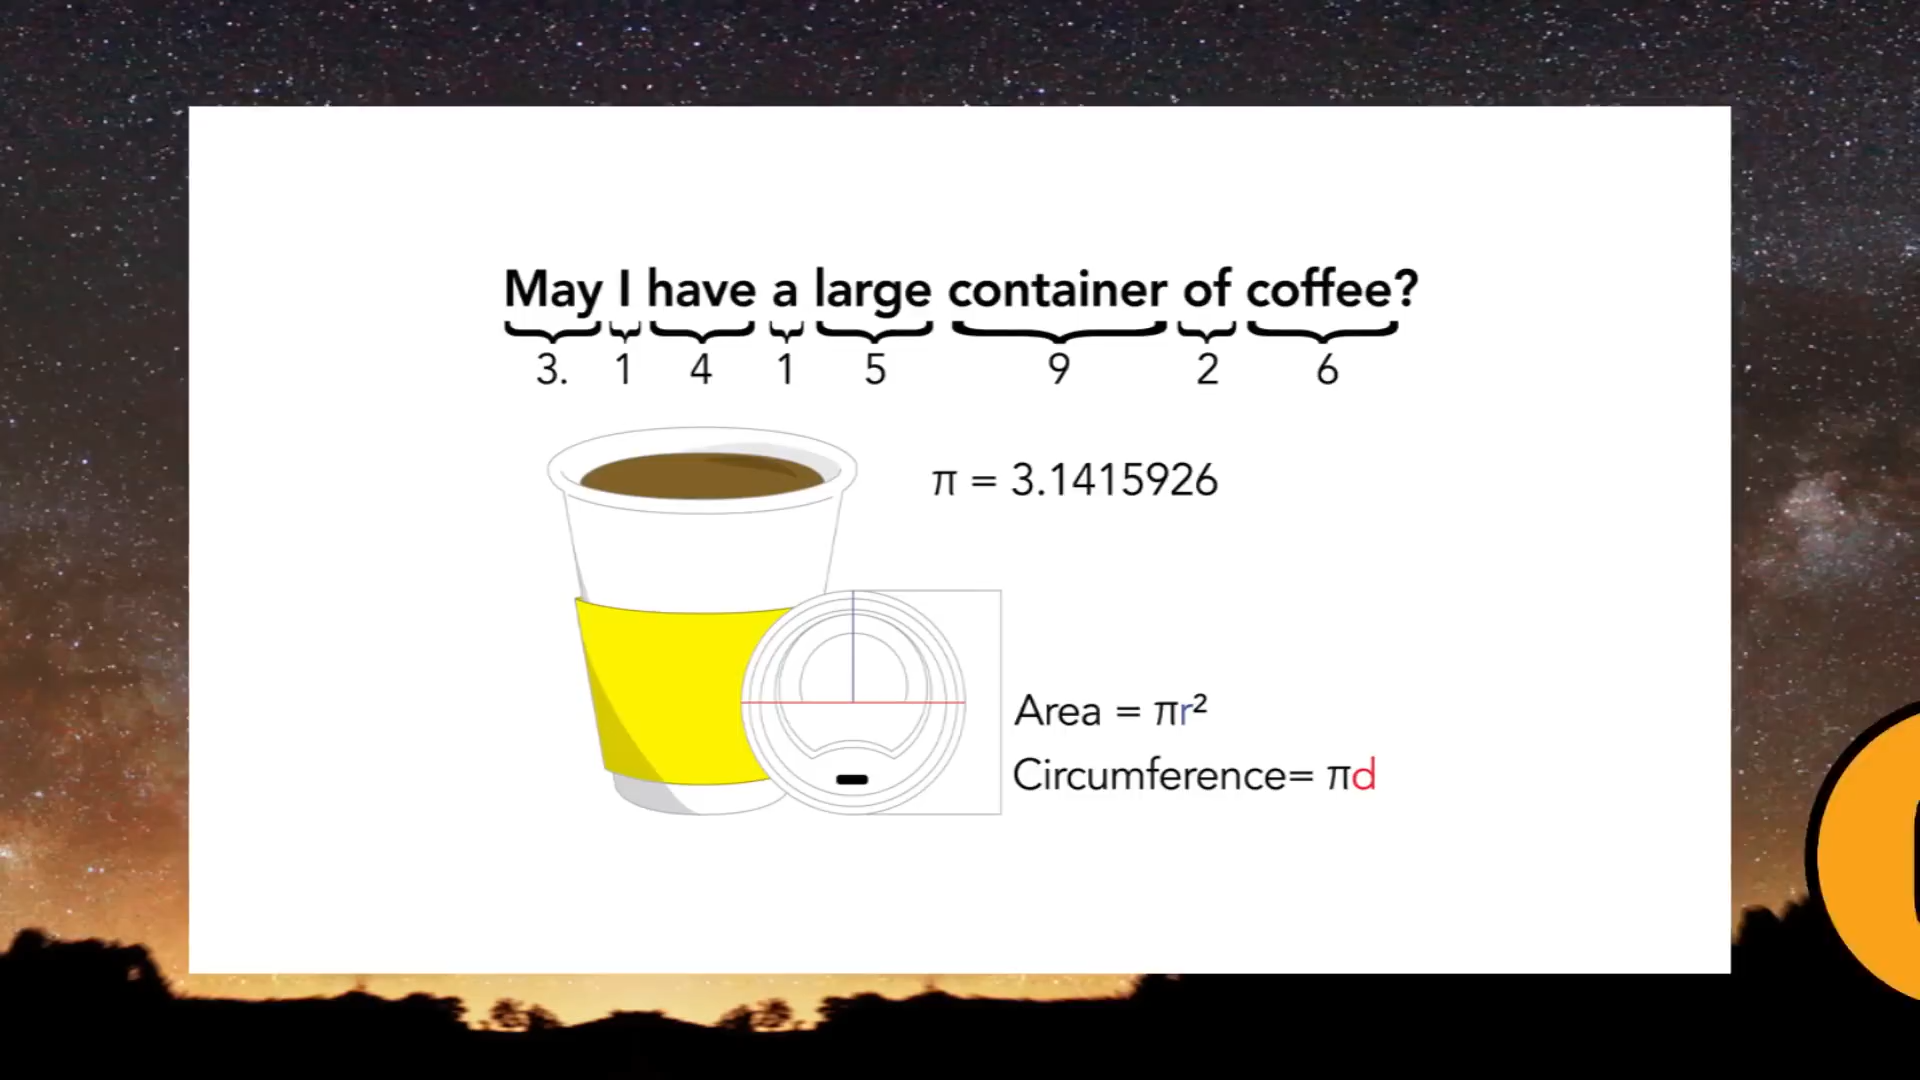 May I have a large container of coffee?
3. 1 4 1 5 9 2 6
π = 3.1415926
Area = πr²
Circumference= πd